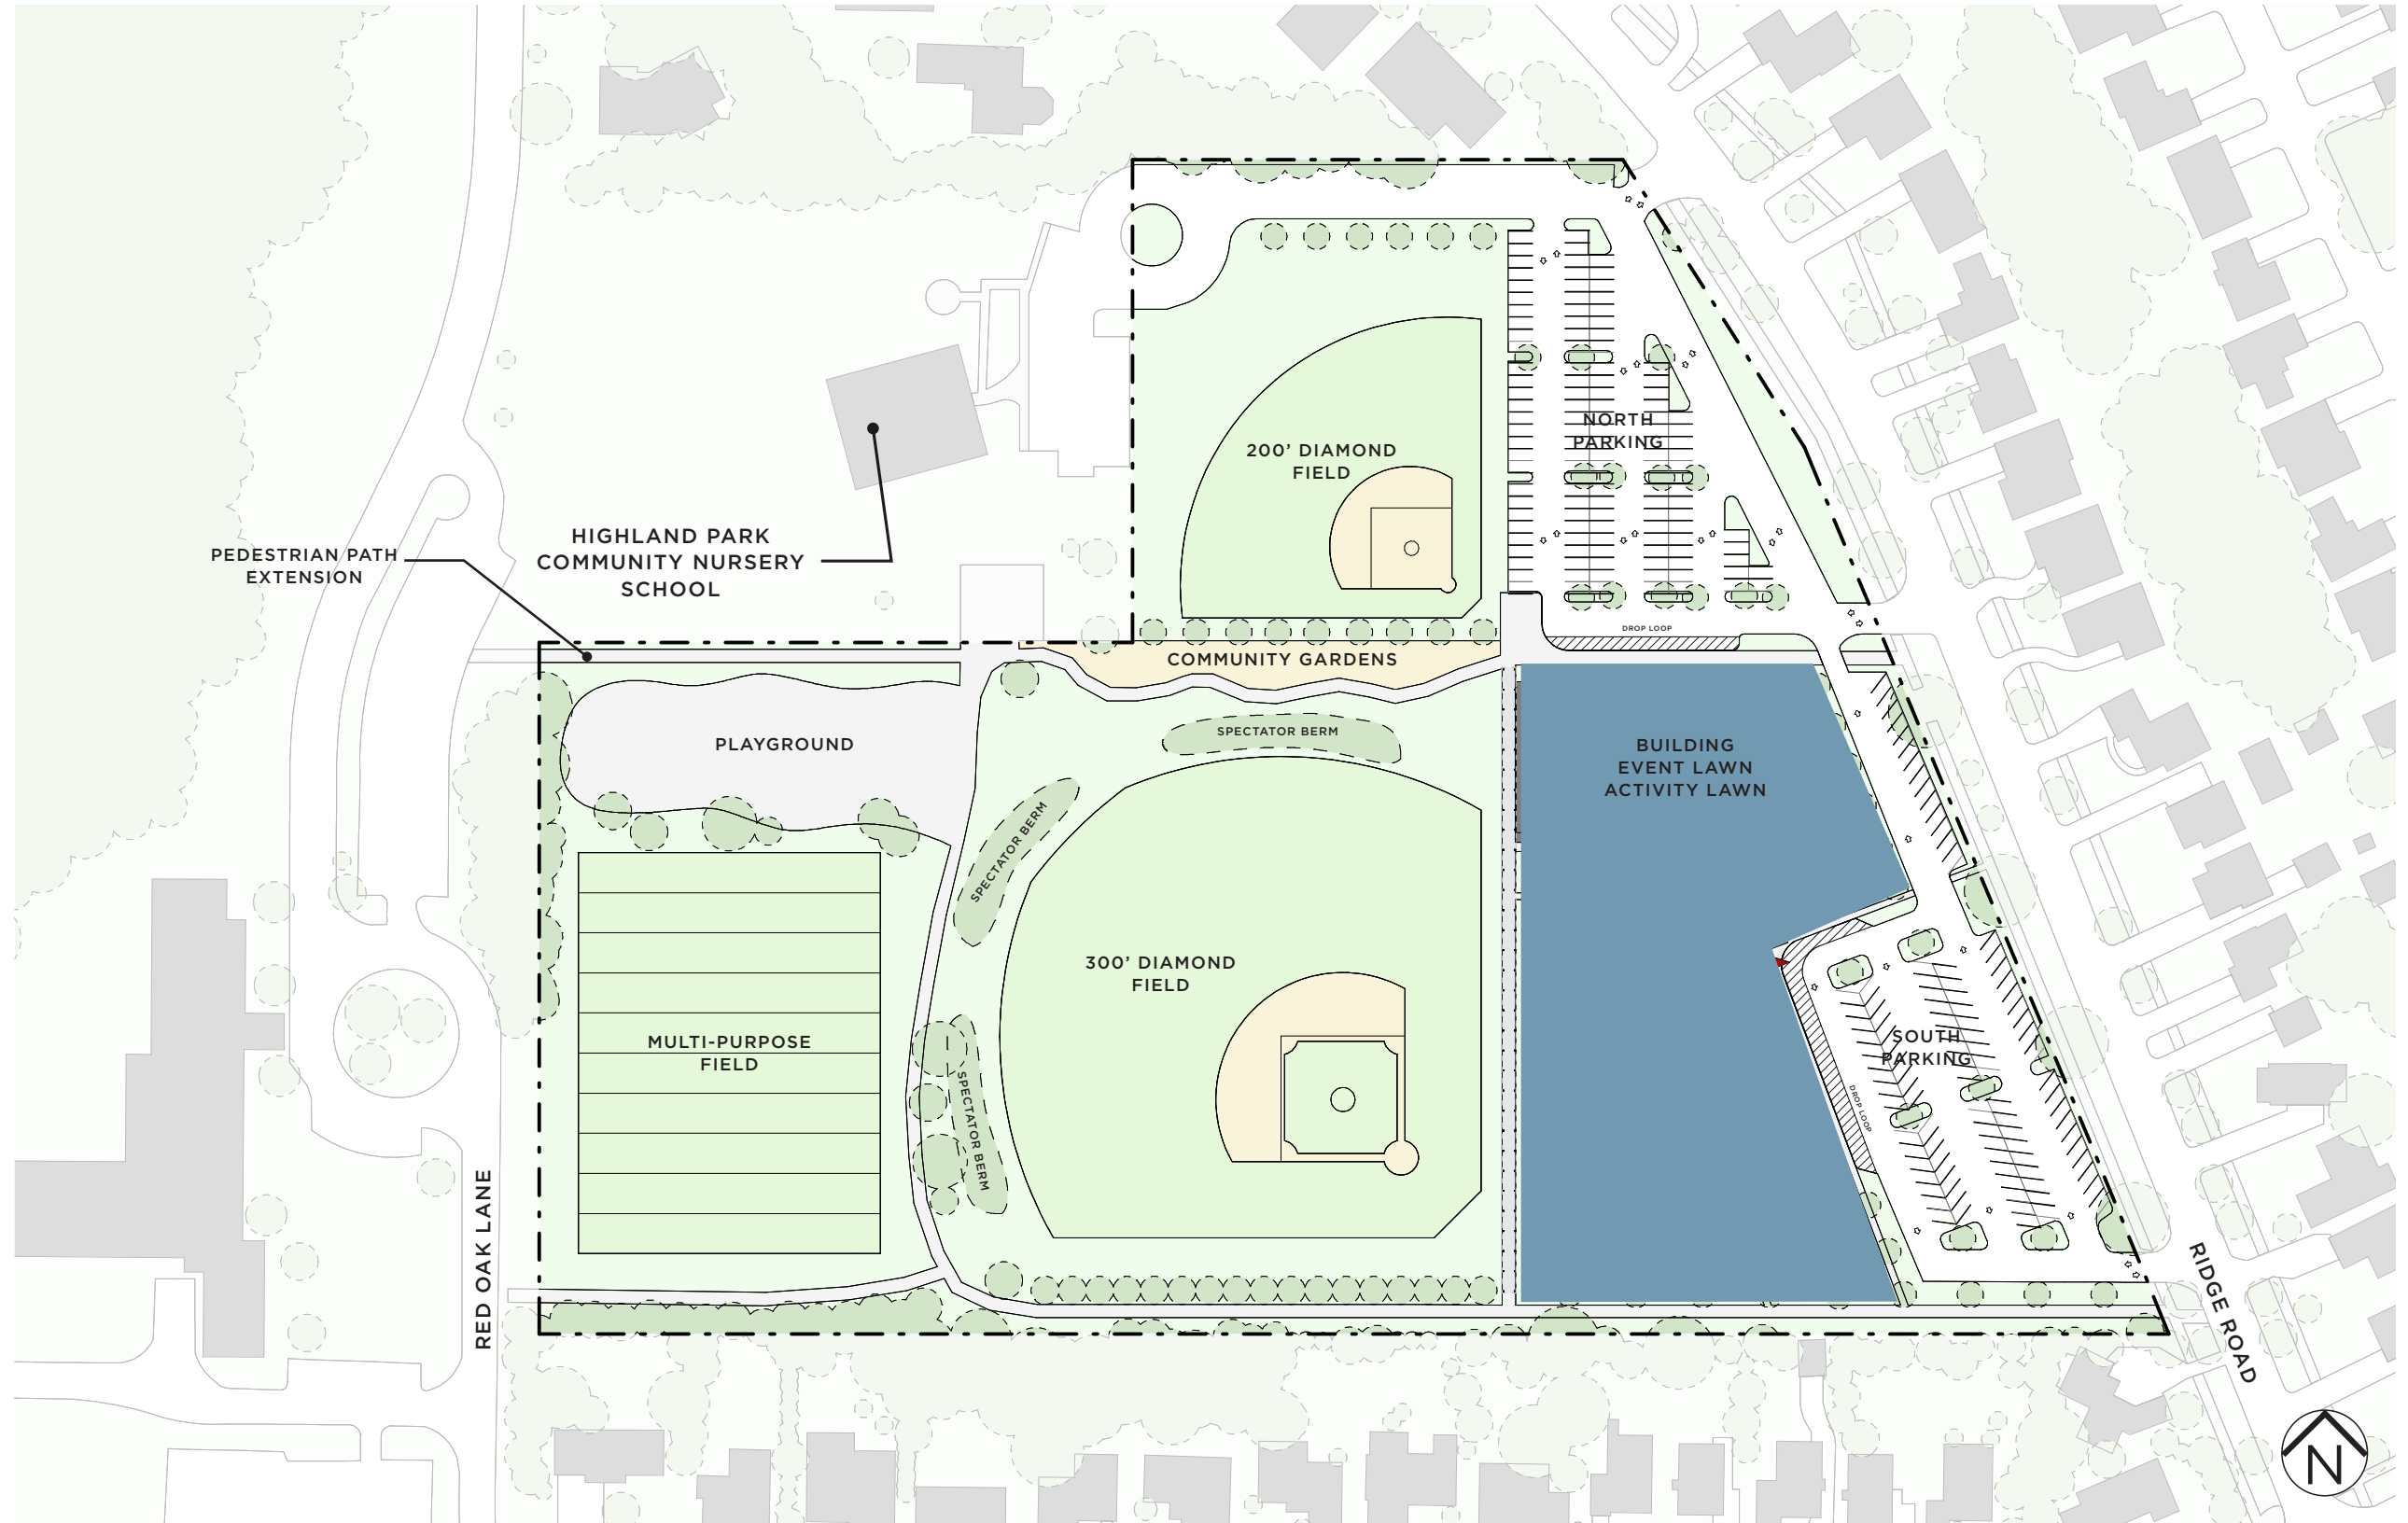 200’ DIAMOND
FIELD
NORTH
PARKING
HIGHLAND PARK
COMMUNITY NURSERY
SCHOOL
PEDESTRIAN PATH
EXTENSION
DROP LOOP
COMMUNITY GARDENS
SPECTATOR BERM
PLAYGROUND
BUILDING
EVENT LAWN
ACTIVITY LAWN
SPECTATOR BERM
300’ DIAMOND
FIELD
MULTI-PURPOSE
FIELD
SPECTATOR BERM
SOUTH
PARKING
DROP LOOP
RED OAK LANE
RIDGE ROAD
N